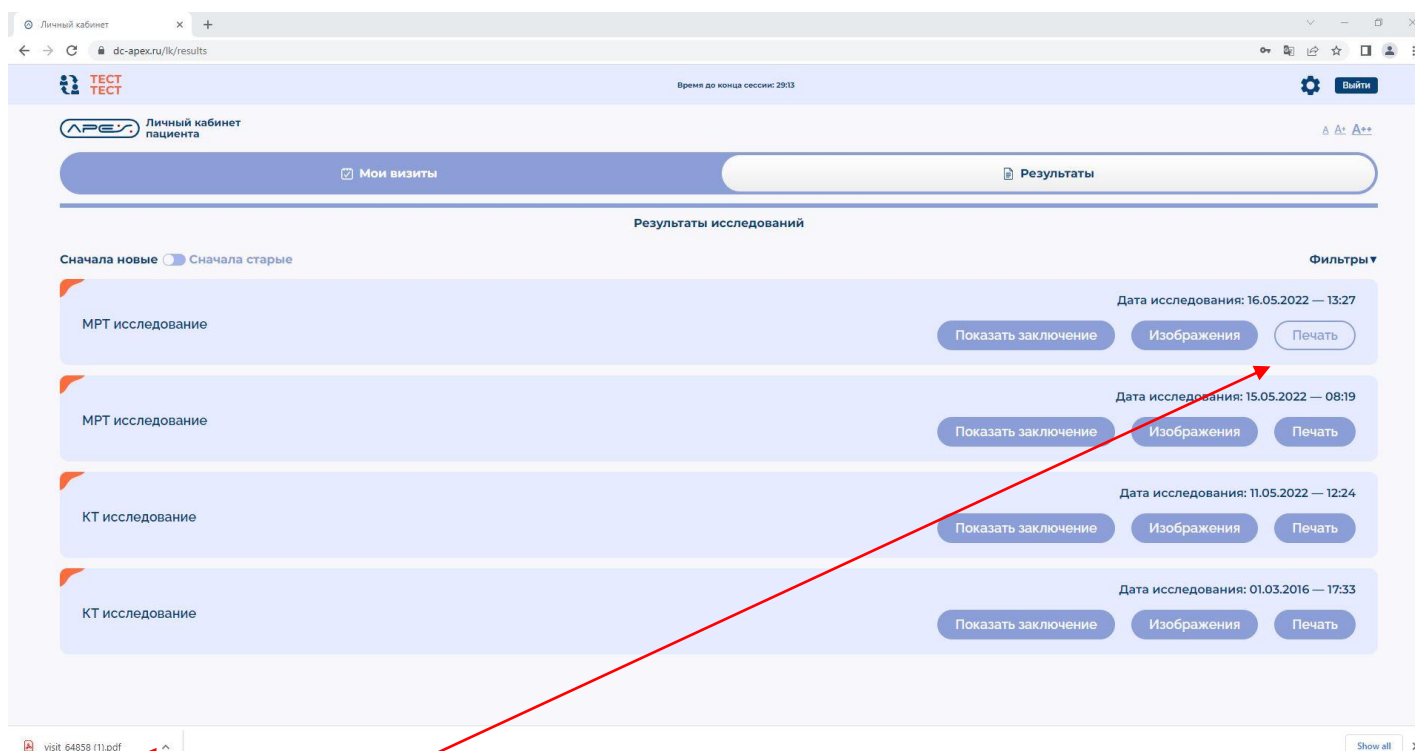 Личный кабинет
dc-apex.ru/lk/results
ТЕСТ
ТЕСТ
Время до конца сессии: 29:13
Выйти
АРЕХ Личный кабинет
пациента
A A+ A++
Мои визиты
Результаты
Результаты исследований
Сначала новые Сначала старые
Фильтры▼
Дата исследования: 16.05.2022 — 13:27
МРТ исследование
Показать заключение Изображения Печать
Дата исследования: 15.05.2022 — 08:19
МРТ исследование
Показать заключение Изображения Печать
Дата исследования: 11.05.2022 — 12:24
КТ исследование
Показать заключение Изображения Печать
Дата исследования: 01.03.2016 — 17:33
КТ исследование
Показать заключение Изображения Печать
visit_64858 (1).pdf
Show all